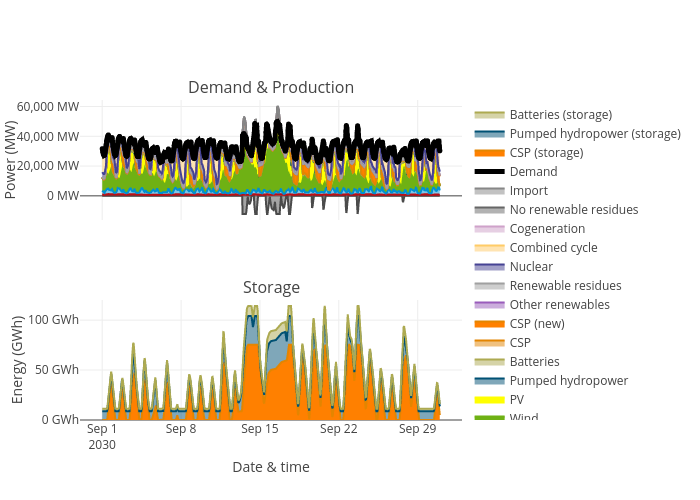 Demand & Production
60,000 MW
40,000 MW
20,000 MW
0 MW
Power (MW)
Storage
100 GWh
50 GWh
0 GWh
Energy (GWh)
Sep 1
2030
Sep 8
Sep 15
Sep 22
Sep 29
Date & time
Batteries (storage)
Pumped hydropower (storage)
CSP (storage)
Demand
Import
No renewable residues
Cogeneration
Combined cycle
Nuclear
Renewable residues
Other renewables
CSP (new)
CSP
Batteries
Pumped hydropower
PV
Wind